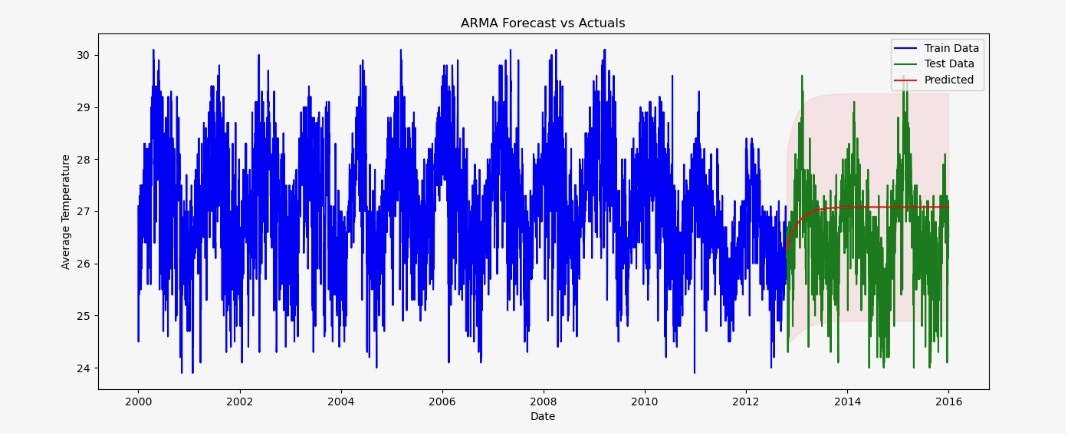 ARMA Forecast vs Actuals
Train Data
Test Data
Predicted
30
29
28
27
26
25
24
Average Temperature
2000 2002 2004 2006 2008 2010 2012 2014 2016
Date